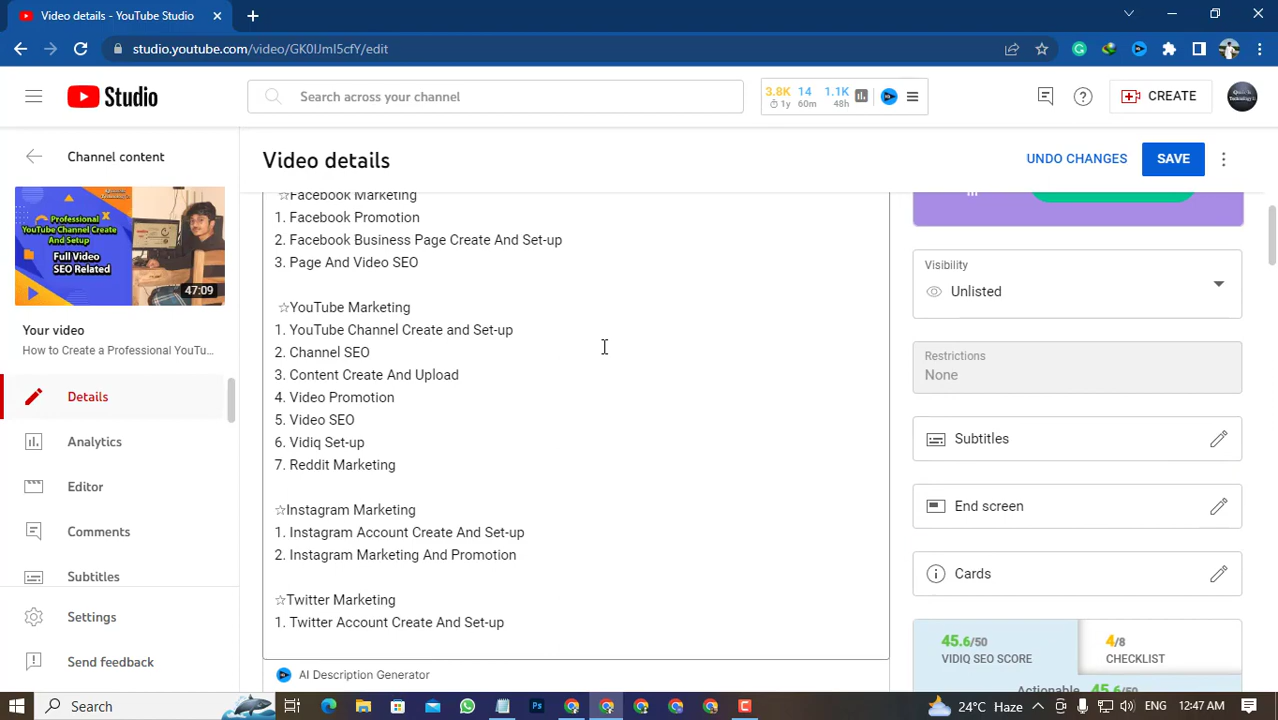 Video details - YouTube Studio
studio.youtube.com/video/GK0IJmI5cfY/edit
Studio
Search across your channel
3.8K 14 1.1K
1y 60m 48h
CREATE
Channel content
Video details
UNDO CHANGES
SAVE
Professional
YouTube Channel Create
And Setup
Full Video
SEO Related
47:09
Your video
How to Create a Professional YouTu...
Details
Analytics
Editor
Comments
Subtitles
Settings
Send feedback
☆Facebook Marketing
1. Facebook Promotion
2. Facebook Business Page Create And Set-up
3. Page And Video SEO
☆YouTube Marketing
1. YouTube Channel Create and Set-up
2. Channel SEO
3. Content Create And Upload
4. Video Promotion
5. Video SEO
6. Vidiq Set-up
7. Reddit Marketing
☆Instagram Marketing
1. Instagram Account Create And Set-up
2. Instagram Marketing And Promotion
☆Twitter Marketing
1. Twitter Account Create And Set-up
AI Description Generator
Visibility
Unlisted
Restrictions
None
Subtitles
End screen
Cards
45.6/50
VIDIQ SEO SCORE
4/8
CHECKLIST
Actionable 45.6/50
Search
24°C Haze
ENG
12:47 AM